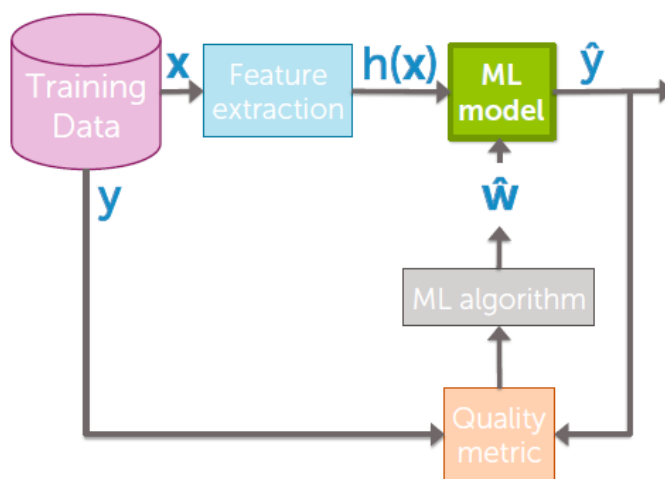 Training
Data
x
Feature
extraction
h(x)
ML
model
ŷ
y
ŵ
ML algorithm
Quality
metric